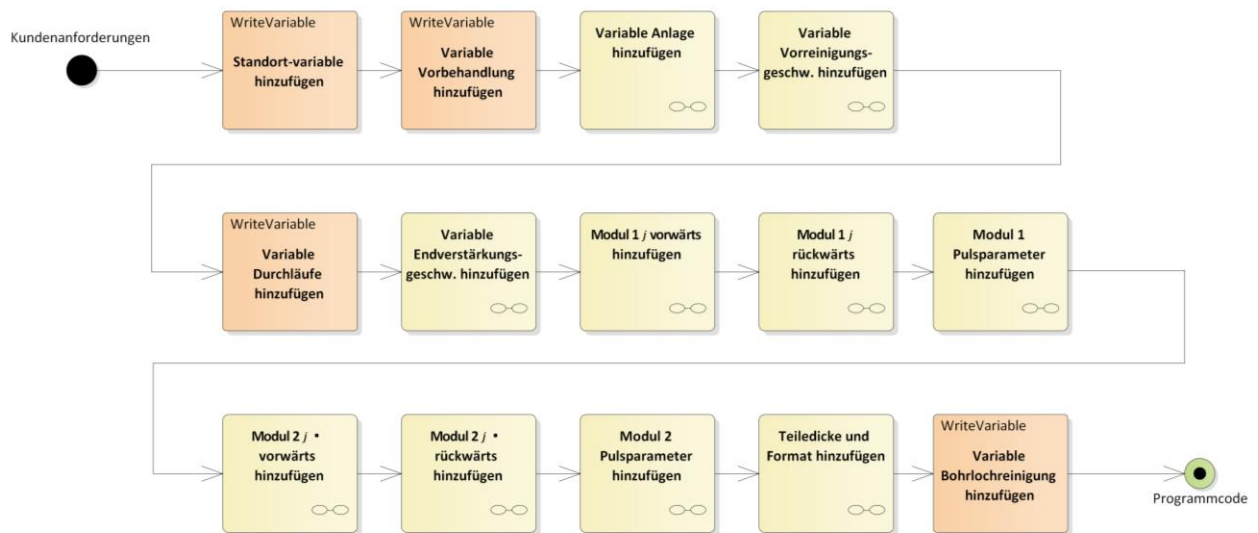 Kundenanforderungen
WriteVariable
Standort-variable
hinzufügen
WriteVariable
Variable
Vorbehandlung
hinzufügen
Variable Anlage
hinzufügen
Variable
Vorreinigungs-
geschw. hinzufügen
WriteVariable
Variable
Durchläufe
hinzufügen
Variable
Endverstärkungs-
geschw. hinzufügen
Modul 1 j vorwärts
hinzufügen
Modul 1 j
rückwärts
hinzufügen
Modul 1
Pulsparameter
hinzufügen
Modul 2 j •
vorwärts
hinzufügen
Modul 2 j •
rückwärts
hinzufügen
Modul 2
Pulsparameter
hinzufügen
Teiledicke und
Format hinzufügen
WriteVariable
Variable
Bohrlochreinigung
hinzufügen
Programmcode